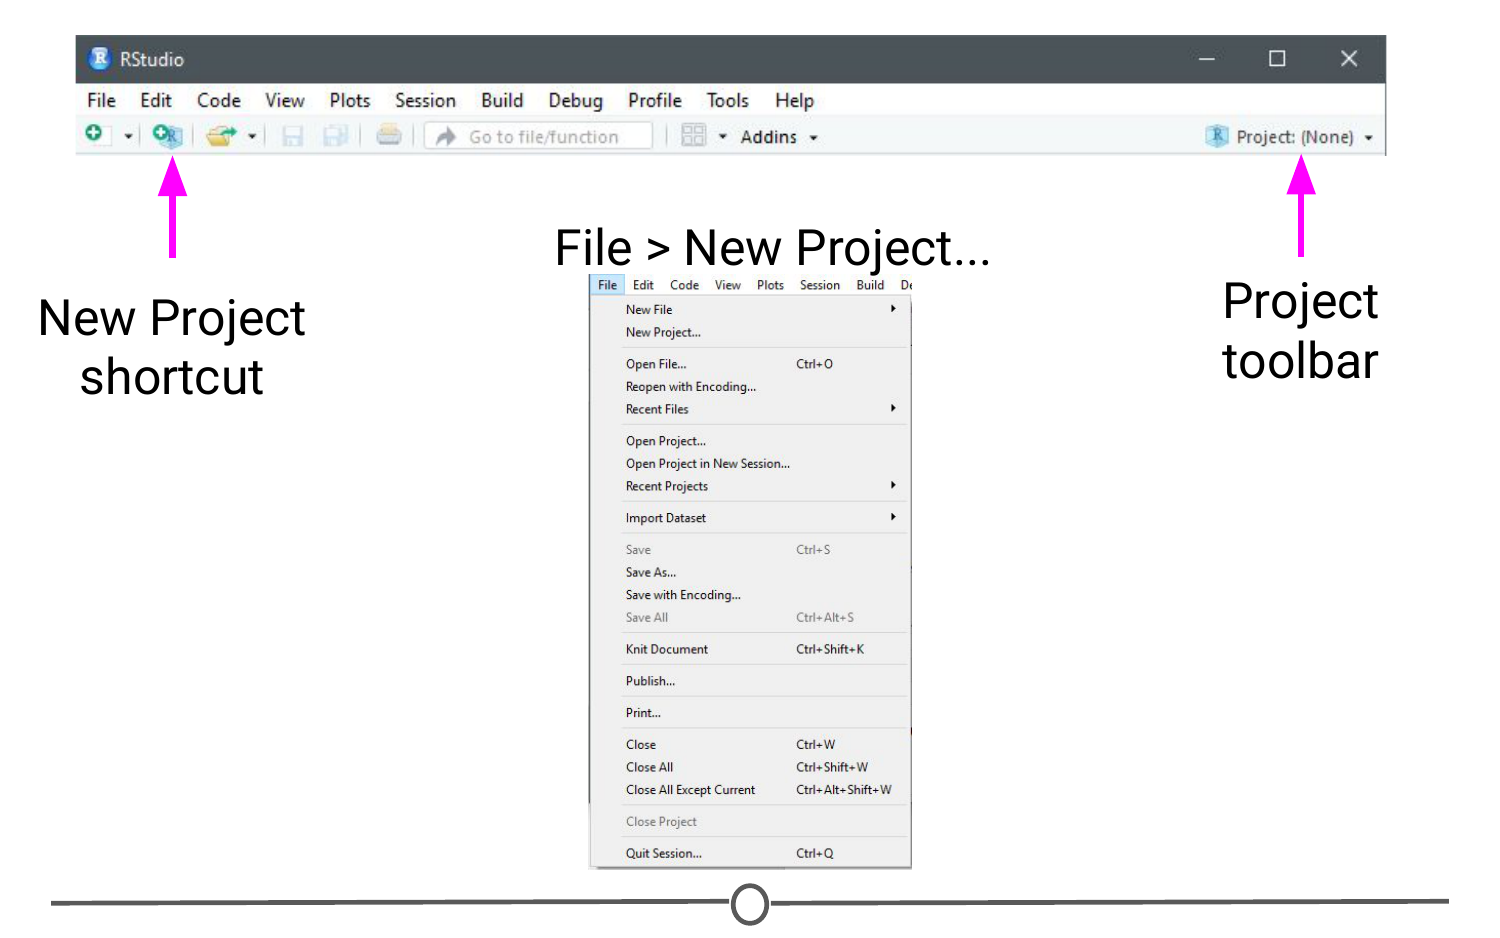 RStudio
File Edit Code View Plots Session Build Debug Profile Tools Help
Go to file/function Addins Project: (None)
New Project
shortcut
File > New Project...
File Edit Code View Plots Session Build
New File
New Project...
Open File... Ctrl+O
Reopen with Encoding...
Recent Files
Open Project...
Open Project in New Session...
Recent Projects
Import Dataset
Save Ctrl+S
Save As...
Save with Encoding...
Save All Ctrl+Alt+S
Knit Document Ctrl+Shift+K
Publish...
Print...
Close Ctrl+W
Close All Ctrl+Shift+W
Close All Except Current Ctrl+Alt+Shift+W
Close Project
Quit Session... Ctrl+Q
Project
toolbar